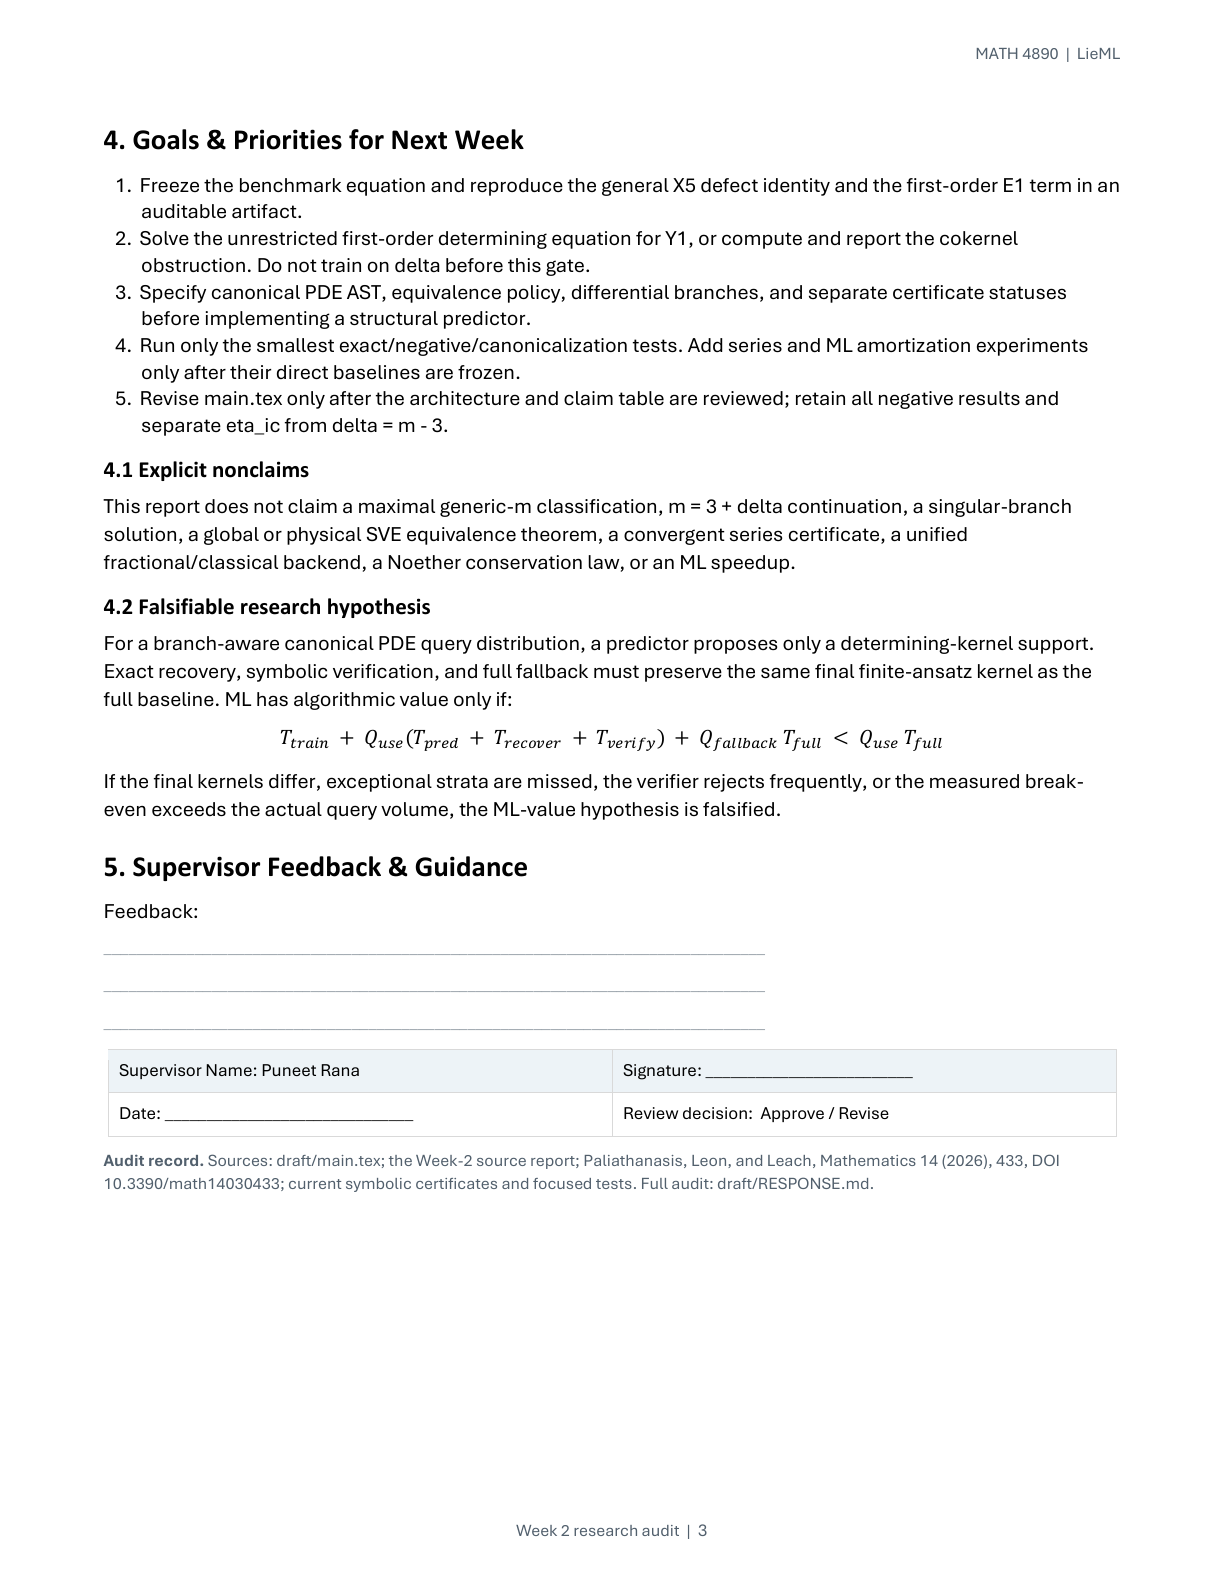 MATH 4890 | LieML
4. Goals & Priorities for Next Week
1. Freeze the benchmark equation and reproduce the general X5 defect identity and the first-order E1 term in an
auditable artifact.
2. Solve the unrestricted first-order determining equation for Y1, or compute and report the cokernel
obstruction. Do not train on delta before this gate.
3. Specify canonical PDE AST, equivalence policy, differential branches, and separate certificate statuses
before implementing a structural predictor.
4. Run only the smallest exact/negative/canonicalization tests. Add series and ML amortization experiments
only after their direct baselines are frozen.
5. Revise main.tex only after the architecture and claim table are reviewed; retain all negative results and
separate eta_ic from delta = m - 3.
4.1 Explicit nonclaims
This report does not claim a maximal generic-m classification, m = 3 + delta continuation, a singular-branch
solution, a global or physical SVE equivalence theorem, a convergent series certificate, a unified
fractional/classical backend, a Noether conservation law, or an ML speedup.
4.2 Falsifiable research hypothesis
For a branch-aware canonical PDE query distribution, a predictor proposes only a determining-kernel support.
Exact recovery, symbolic verification, and full fallback must preserve the same final finite-ansatz kernel as the
full baseline. ML has algorithmic value only if:
T_train + Q_use(T_pred + T_recover + T_verify) + Q_fallback T_full < Q_use T_full
If the final kernels differ, exceptional strata are missed, the verifier rejects frequently, or the measured break-
even exceeds the actual query volume, the ML-value hypothesis is falsified.
5. Supervisor Feedback & Guidance
Feedback:
Supervisor Name: Puneet Rana
Signature: _________________________
Date: ______________________________
Review decision: Approve / Revise
Audit record. Sources: draft/main.tex; the Week-2 source report; Paliathanasis, Leon, and Leach, Mathematics 14 (2026), 433, DOI
10.3390/math14030433; current symbolic certificates and focused tests. Full audit: draft/RESPONSE.md.
Week 2 research audit | 3